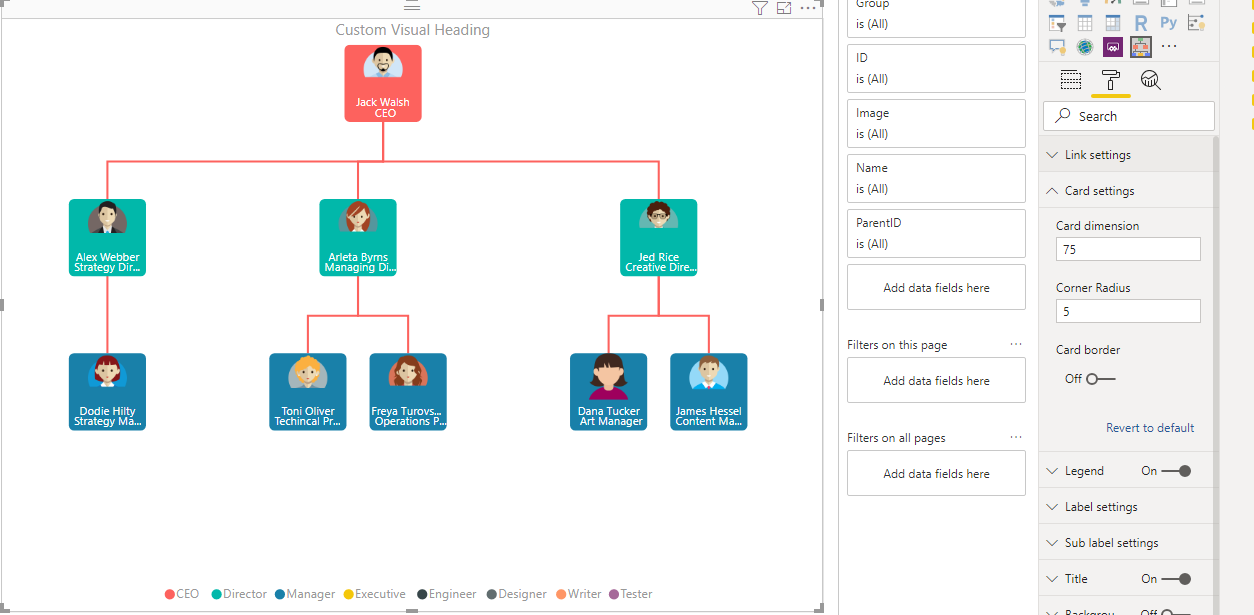 Custom Visual Heading
Jack Walsh
CEO
Alex Webber
Strategy Dir...
Arleta Byrns
Managing Di...
Jed Rice
Creative Dire...
Dodie Hilty
Strategy Ma...
Toni Oliver
Techincal Pr...
Freya Turovs...
Operations P...
Dana Tucker
Art Manager
James Hessel
Content Ma...
CEO Director Manager Executive Engineer Designer Writer Tester
Group
is (All)
ID
is (All)
Image
is (All)
Name
is (All)
ParentID
is (All)
Add data fields here
Filters on this page
Add data fields here
Filters on all pages
Add data fields here
R Py
Search
Link settings
Card settings
Card dimension
75
Corner Radius
5
Card border
Off
Revert to default
Legend On
Label settings
Sub label settings
Title On
Backgrou... Off